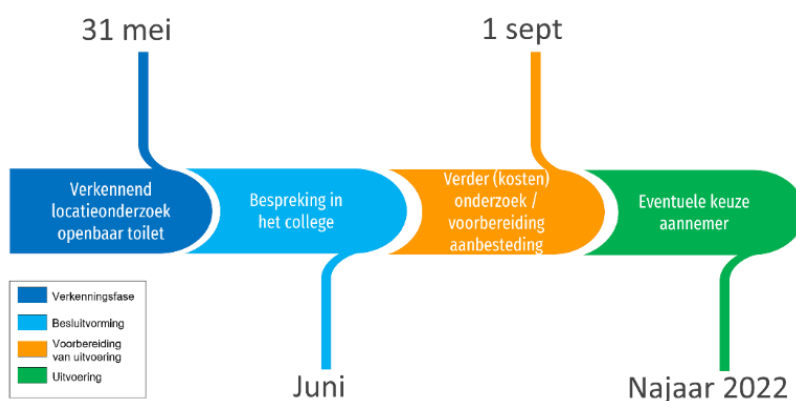 31 mei
1 sept
Verkennend
locatieonderzoek
openbaar toilet
Bespreking in
het college
Verder (kosten)
onderzoek /
voorbereiding
aanbesteding
Eventuele keuze
aannemer
Verkenningsfase
Besluitvorming
Voorbereiding
van uitvoering
Uitvoering
Juni
Najaar 2022